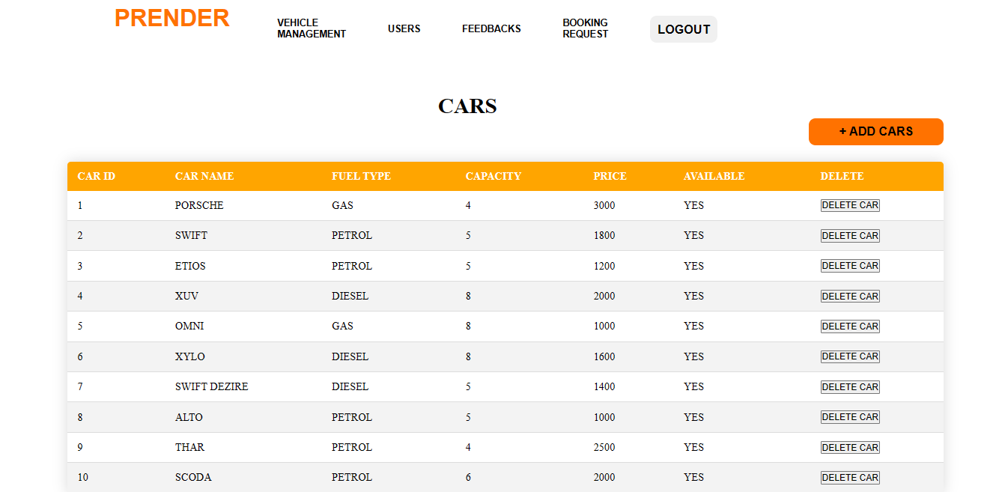 PRENDER
VEHICLE
MANAGEMENT
USERS
FEEDBACKS
BOOKING
REQUEST
LOGOUT
CARS
+ ADD CARS
CAR ID CAR NAME FUEL TYPE CAPACITY PRICE AVAILABLE DELETE
1 PORSCHE GAS 4 3000 YES DELETE CAR
2 SWIFT PETROL 5 1800 YES DELETE CAR
3 ETIOS PETROL 5 1200 YES DELETE CAR
4 XUV DIESEL 8 2000 YES DELETE CAR
5 OMNI GAS 8 1000 YES DELETE CAR
6 XYLO DIESEL 8 1600 YES DELETE CAR
7 SWIFT DEZIRE DIESEL 5 1400 YES DELETE CAR
8 ALTO PETROL 5 1000 YES DELETE CAR
9 THAR PETROL 4 2500 YES DELETE CAR
10 SCODA PETROL 6 2000 YES DELETE CAR